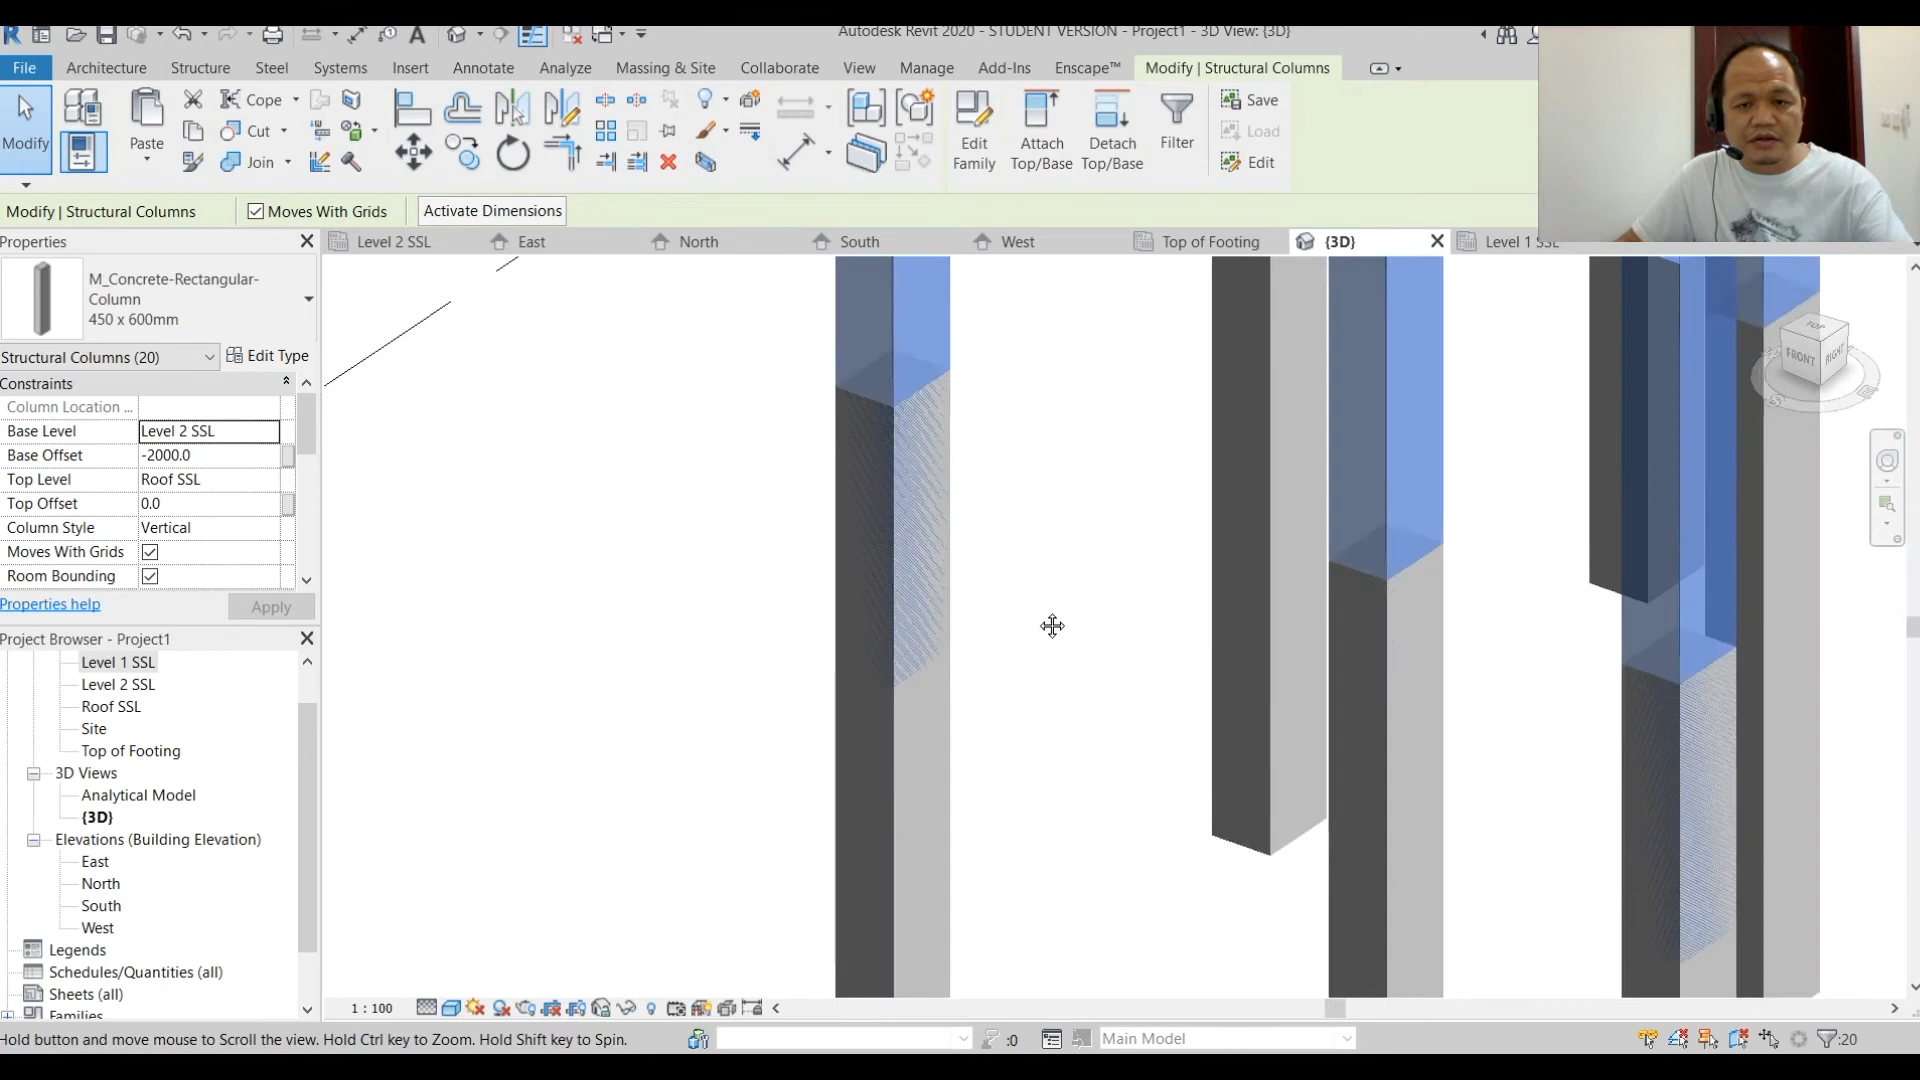 Autodesk Revit 2020 - STUDENT VERSION - Project1 - 3D View: {3D}
File Architecture Structure Steel Systems Insert Annotate Analyze Massing & Site Collaborate View Manage Add-Ins Enscape™ Modify | Structural Columns
Modify
Paste
Cope
Cut
Join
Edit
Family
Attach
Top/Base
Detach
Top/Base
Filter
Save
Load
Edit
Modify | Structural Columns Moves With Grids Activate Dimensions
Properties
Level 2 SSL East North South West Top of Footing {3D} Level 1 SSL
M_Concrete-Rectangular-
Column
450 x 600mm
Structural Columns (20) Edit Type
Constraints
Column Location ...
Base Level Level 2 SSL
Base Offset -2000.0
Top Level Roof SSL
Top Offset 0.0
Column Style Vertical
Moves With Grids
Room Bounding
Properties help Apply
Project Browser - Project1
Level 1 SSL
Level 2 SSL
Roof SSL
Site
Top of Footing
3D Views
Analytical Model
{3D}
Elevations (Building Elevation)
East
North
South
West
Legends
Schedules/Quantities (all)
Sheets (all)
Families
TOP
FRONT
RIGHT
1 : 100
Hold button and move mouse to Scroll the view. Hold Ctrl key to Zoom. Hold Shift key to Spin. :0 Main Model :20